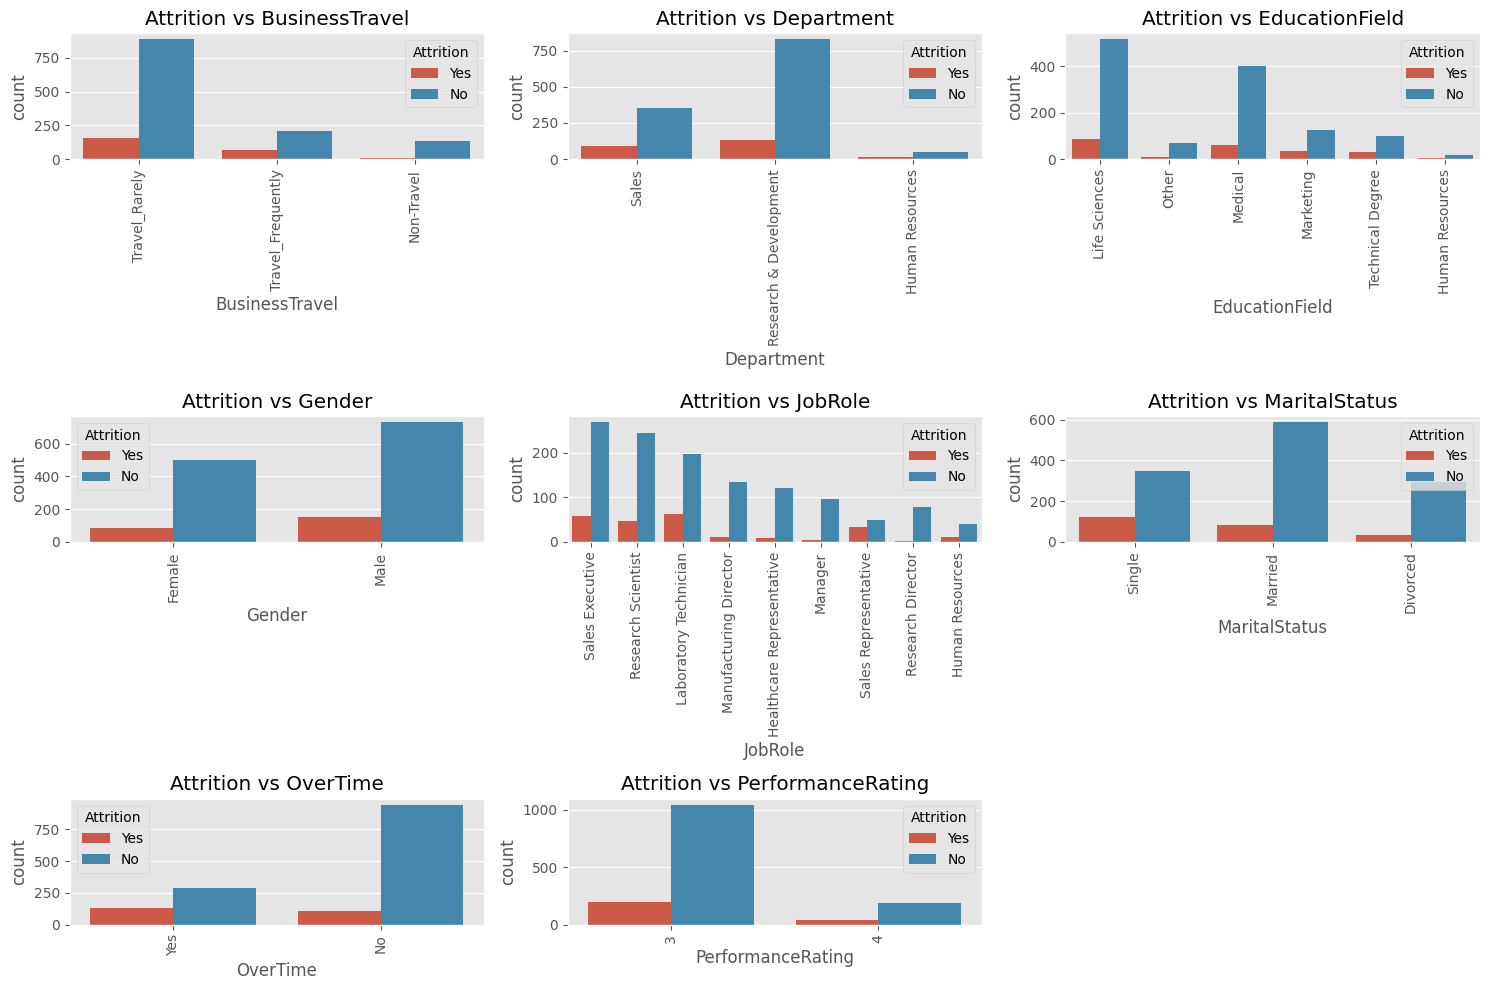 Attrition vs BusinessTravel
count
750
500
250
0
Attrition
Yes
No
Travel_Rarely
Travel_Frequently
Non-Travel
BusinessTravel
Attrition vs Department
count
750
500
250
0
Attrition
Yes
No
Sales
Research & Development
Human Resources
Department
Attrition vs EducationField
count
400
200
0
Attrition
Yes
No
Life Sciences
Other
Medical
Marketing
Technical Degree
Human Resources
EducationField
Attrition vs Gender
count
600
400
200
0
Attrition
Yes
No
Female
Male
Gender
Attrition vs JobRole
count
200
100
0
Attrition
Yes
No
Sales Executive
Research Scientist
Laboratory Technician
Manufacturing Director
Healthcare Representative
Manager
Sales Representative
Research Director
Human Resources
JobRole
Attrition vs MaritalStatus
count
600
400
200
0
Attrition
Yes
No
Single
Married
Divorced
MaritalStatus
Attrition vs OverTime
count
750
500
250
0
Attrition
Yes
No
Yes
No
OverTime
Attrition vs PerformanceRating
count
1000
500
0
Attrition
Yes
No
3
4
PerformanceRating